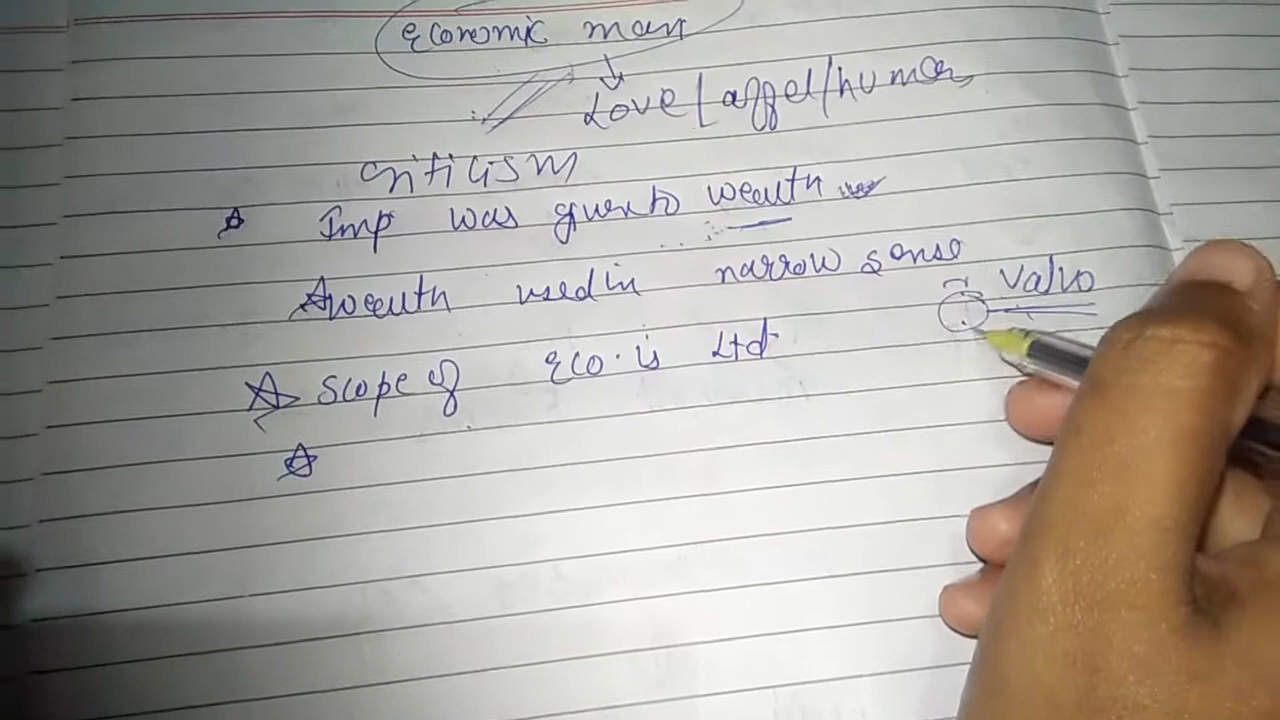 Economic man
Love / affel / human
Criticism
Imp was given to wealth
wealth used in narrow sense
Valuo
Scope of Eco. is Ltd